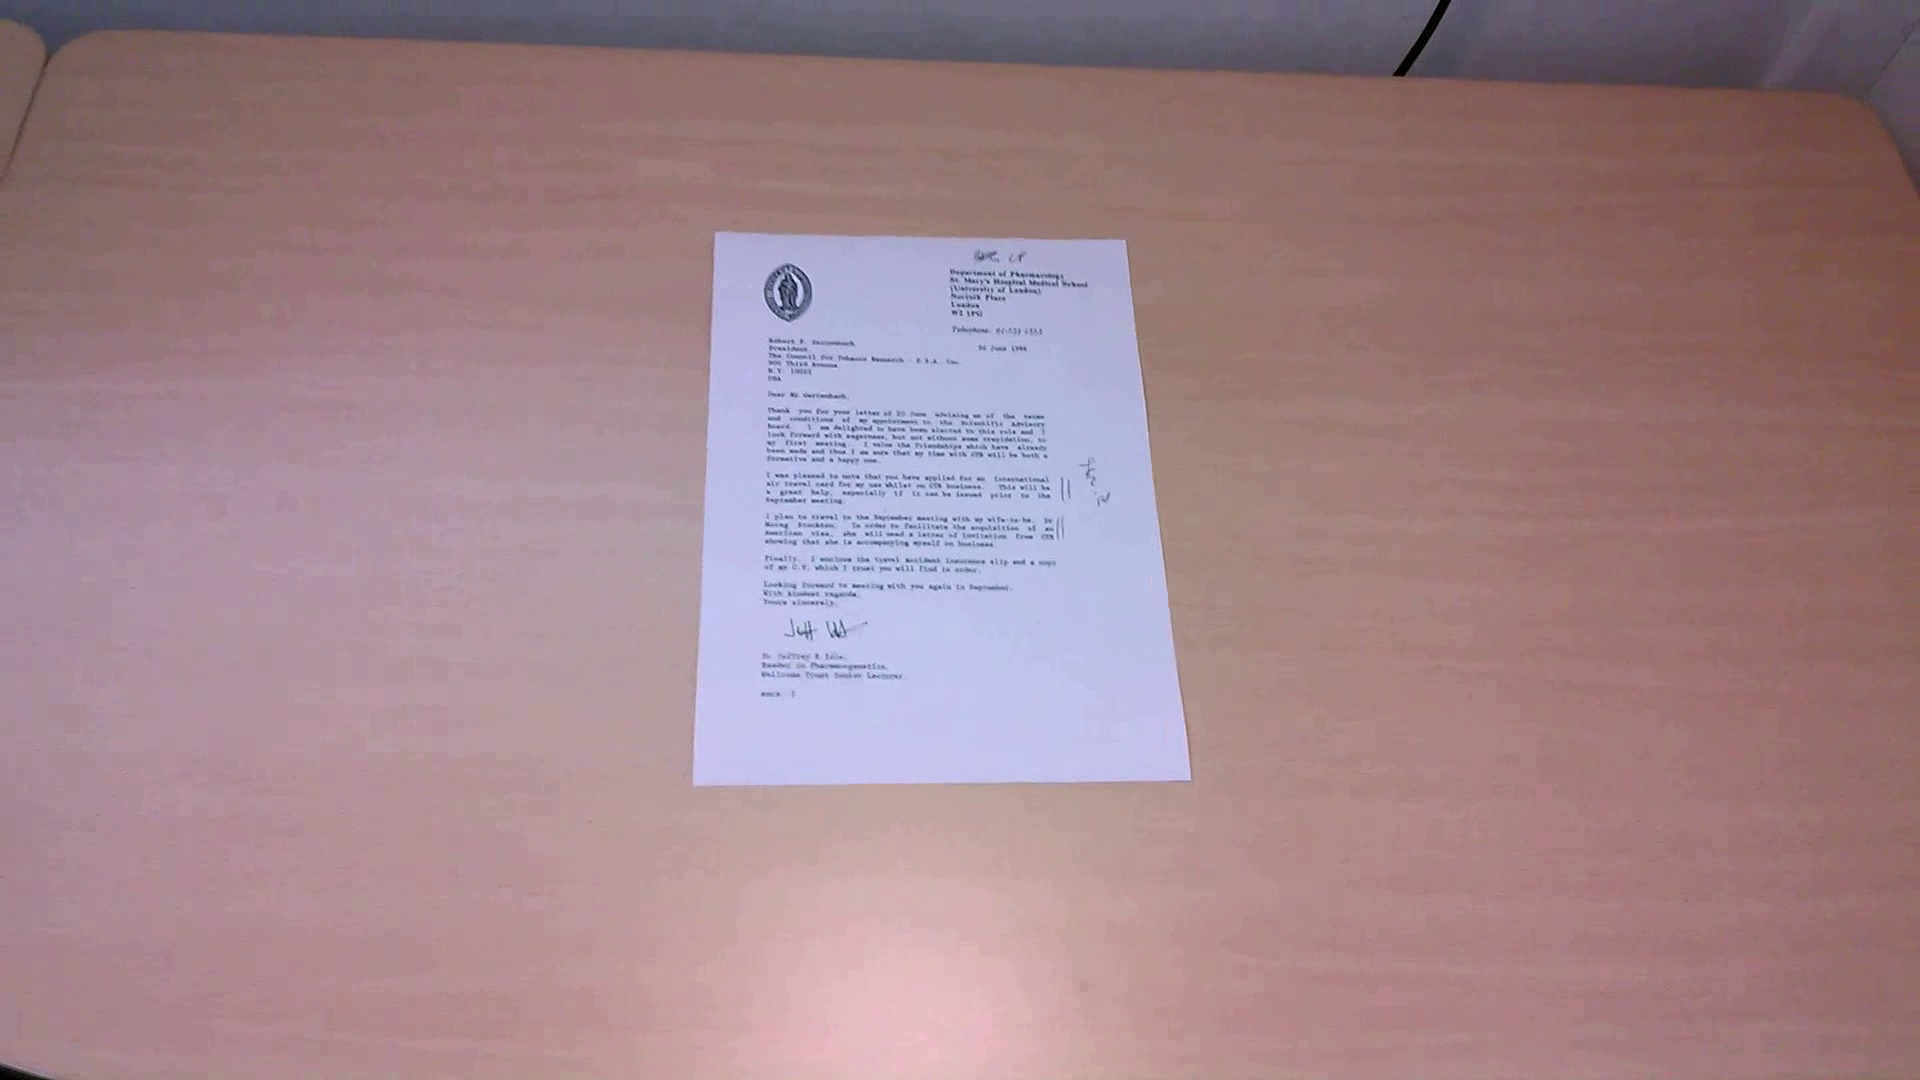 Department of Pharmacology
St. Mary's Hospital Medical School
(University of London)
Norfolk Place
London
W2 1PG
Telephone: 01-723 1252
30 June
Robert F.
President
The Council for Tobacco Research - U.S.A. Inc.
900 Third Avenue
N.Y. 10022
USA
Dear Mr Gertenbach,
Thank you for your letter of 20 June advising me of the terms
and conditions of my appointment to the Scientific Advisory
board. I am delighted to have been elected to this role and I
look forward with eagerness, but not without some trepidation, to
my first meeting. I value the friendships which have already
been made and thus I am sure that my time with CTR will be both a
formative and a happy one.
I was pleased to note that you have applied for an International
air travel card for my use whilst on CTR business. This will be
a great help, especially if it can be issued prior to the
September meeting.
I plan to travel to the September meeting with my wife-to-be, Dr
Stockton. In order to facilitate the acquisition of an
American visa, she will need a letter of invitation from CTR
showing that she is accompanying myself on business.
Finally, I enclose the travel accident insurance slip and a copy
of my C.V. which I trust you will find in order.
Looking forward to meeting with you again in September.
With kindest regards,
Yours sincerely,
Jeff
Dr Jeffrey R Idle,
Reader in Pharmacogenetics,
Wellcome Trust Senior Lecturer.
encs